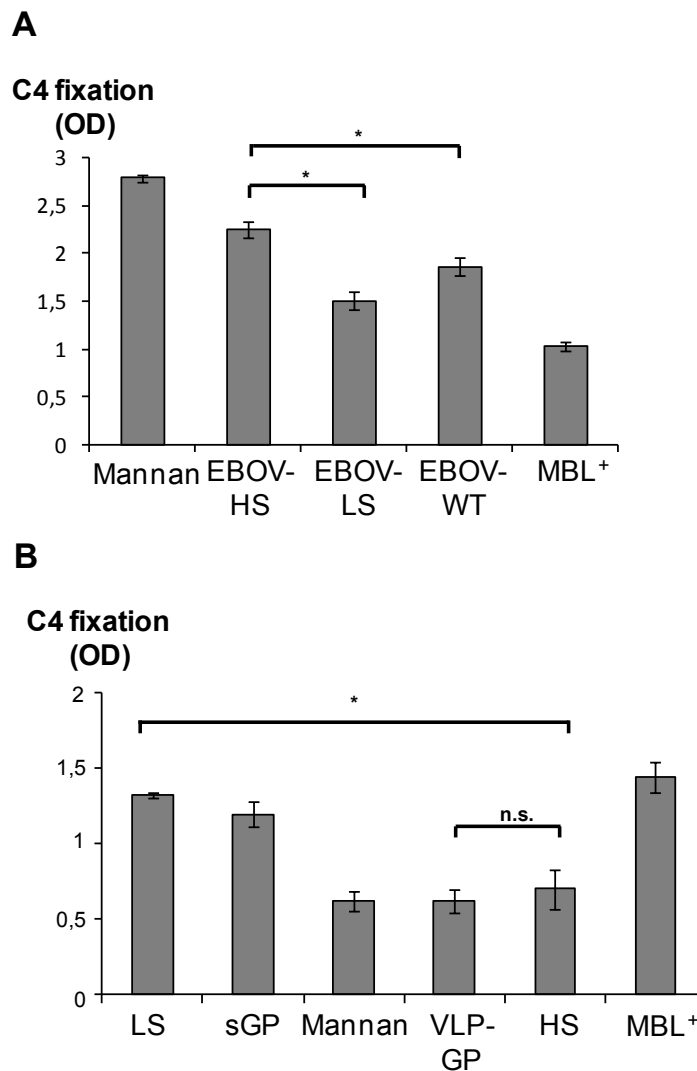 A
C4 fixation
(OD)
*
*
3
2,5
2
1,5
1
0,5
0
Mannan EBOV- EBOV- EBOV- MBL+
HS LS WT
B
C4 fixation
(OD)
2
*
1,5
n.s.
1
0,5
0
LS sGP Mannan VLP- HS MBL+
GP